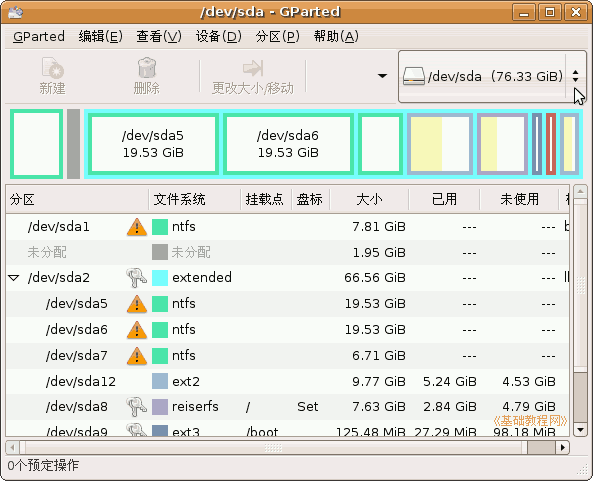 /dev/sda - GParted
GParted 编辑(E) 查看(V) 设备(D) 分区(P) 帮助(A)
新建 删除 更改大小/移动 /dev/sda (76.33 GiB)
/dev/sda5 /dev/sda6
19.53 GiB 19.53 GiB
分区 文件系统 挂载点 盘标 大小 已用 未使用
/dev/sda1 ntfs 7.81 GiB --- ---
未分配 未分配 1.95 GiB --- ---
/dev/sda2 extended 66.56 GiB --- ---
/dev/sda5 ntfs 19.53 GiB --- ---
/dev/sda6 ntfs 19.53 GiB --- ---
/dev/sda7 ntfs 6.71 GiB --- ---
/dev/sda12 ext2 9.77 GiB 5.24 GiB 4.53 GiB
/dev/sda8 reiserfs / Set 7.63 GiB 2.84 GiB 4.79 GiB
《基础教程网》
/dev/sda9 ext3 /boot 125.48 MiB 27.29 MiB 98.18 MiB
0个预定操作